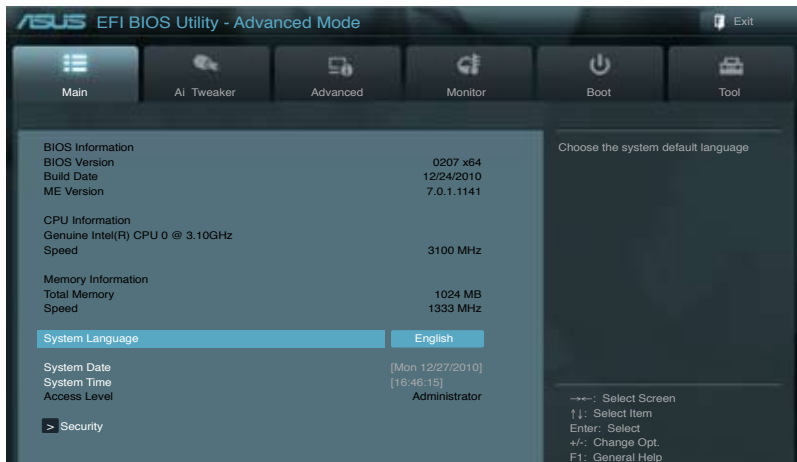 ASUS EFI BIOS Utility - Advanced Mode
Exit
Main
Ai Tweaker
Advanced
Monitor
Boot
Tool
BIOS Information
BIOS Version 0207 x64
Build Date 12/24/2010
ME Version 7.0.1.1141
CPU Information
Genuine Intel(R) CPU 0 @ 3.10GHz
Speed 3100 MHz
Memory Information
Total Memory 1024 MB
Speed 1333 MHz
System Language English
System Date [Mon 12/27/2010]
System Time [16:46:15]
Access Level Administrator
> Security
Choose the system default language
→←: Select Screen
↑↓: Select Item
Enter: Select
+/-: Change Opt.
F1: General Help